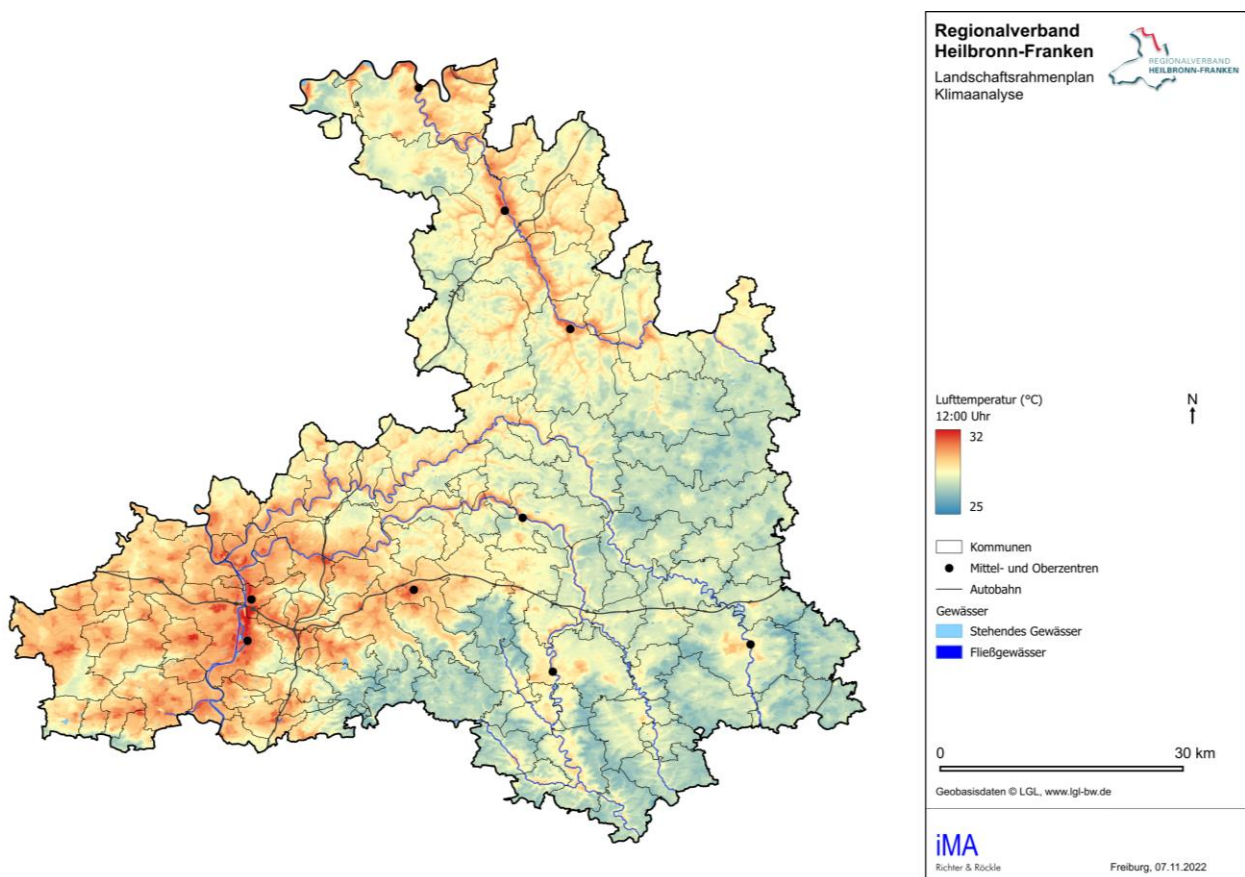 Regionalverband
Heilbronn-Franken
Landschaftsrahmenplan
Klimaanalyse
REGIONALVERBAND
HEILBRONN-FRANKEN
Lufttemperatur (°C)
12:00 Uhr
32
25
N
Kommunen
Mittel- und Oberzentren
Autobahn
Gewässer
Stehendes Gewässer
Fließgewässer
0 30 km
Geobasisdaten © LGL, www.lgl-bw.de
iMA
Richter & Röckle
Freiburg, 07.11.2022